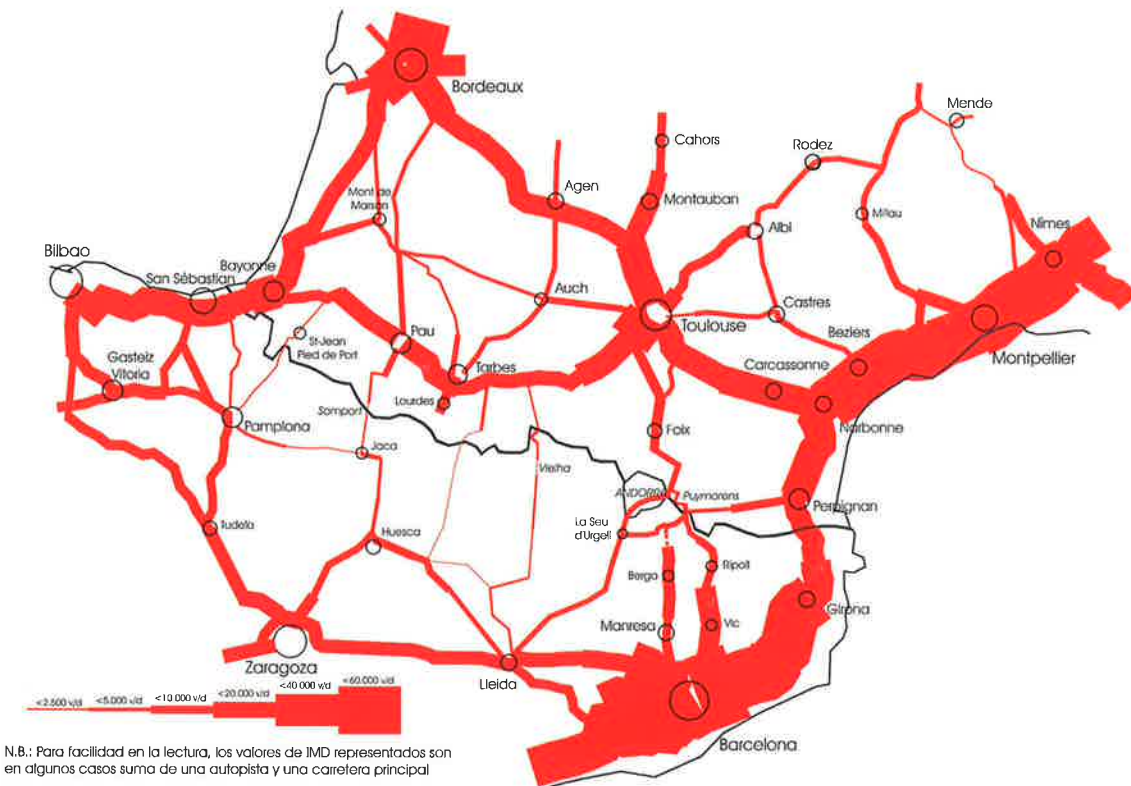 Bordeaux
Mende
Cahors
Rodez
Agen
Montauban
Millau
Mont de
Marsan
Albi
Nîmes
Bilbao
San Sébastian
Bayonne
Auch
Castres
Toulouse
Beziérs
St-Jean
Pied de Port
Pau
Montpellier
Gasteiz
Vitoria
Tarbes
Carcassonne
Lourdes
Somport
Narbonne
Pamplona
Foix
Jaca
Vielha
ANDORRA
Puymorens
Perpignan
Tudela
La Seu
d'Urgell
Huesca
Ripoll
Berga
Girona
Manresa
Vic
Zaragoza
Lleida
Barcelona
<2.500 v/d
<5.000 v/d
<10 000 v/d
<20.000 v/d
<40 000 v/d
<60.000 v/d
N.B.: Para facilidad en la lectura, los valores de IMD representados son
en algunos casos suma de una autopista y una carretera principal